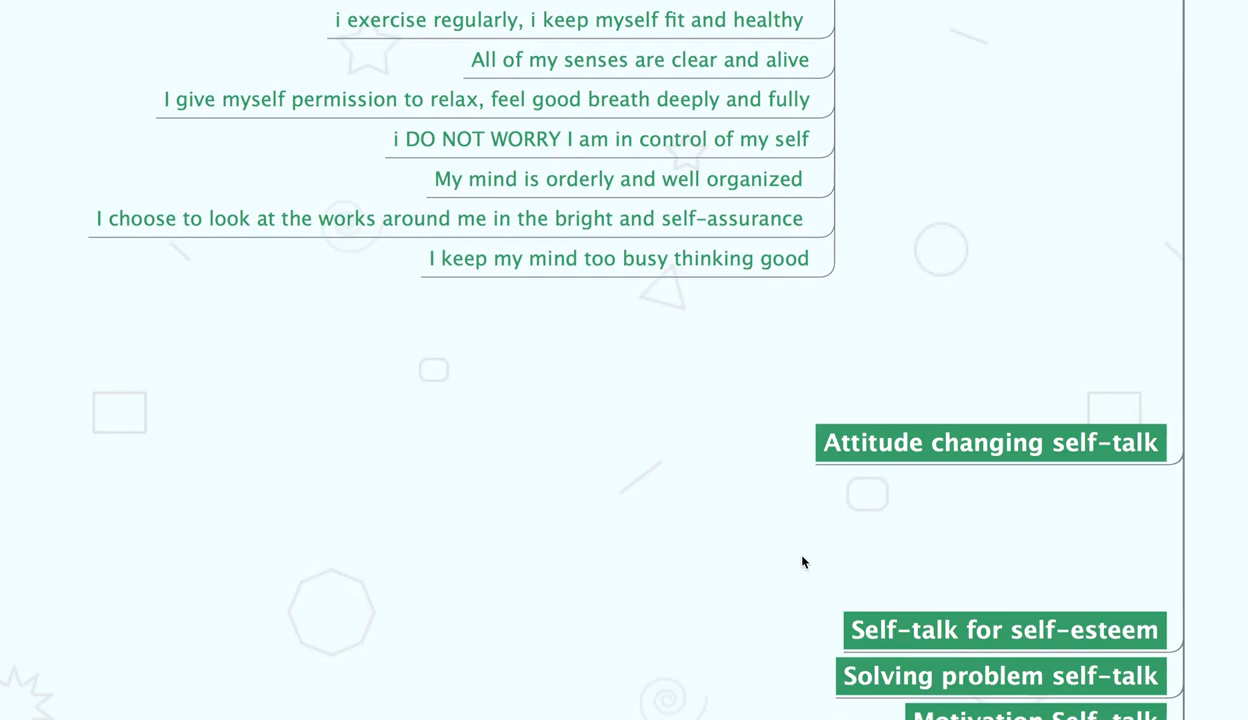 i exercise regularly, i keep myself fit and healthy
All of my senses are clear and alive
I give myself permission to relax, feel good breath deeply and fully
i DO NOT WORRY I am in control of my self
My mind is orderly and well organized
I choose to look at the works around me in the bright and self-assurance
I keep my mind too busy thinking good
Attitude changing self-talk
Self-talk for self-esteem
Solving problem self-talk
Motivation Self-talk